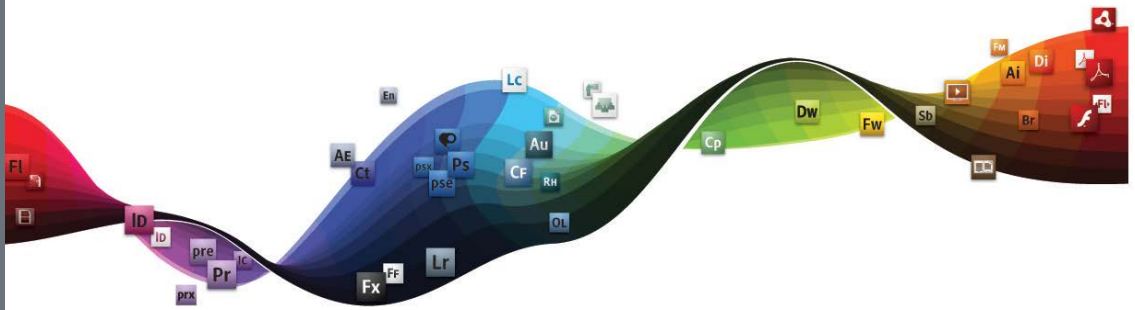 Fl
ID
ID
pre
IC
Pr
prx
En
AE
Ct
psx
Ps
pse
Fx
FF
Lr
Lc
Au
CF
RH
OL
Cp
Dw
Fw
Sb
FM
Ai
Di
Br
Fl